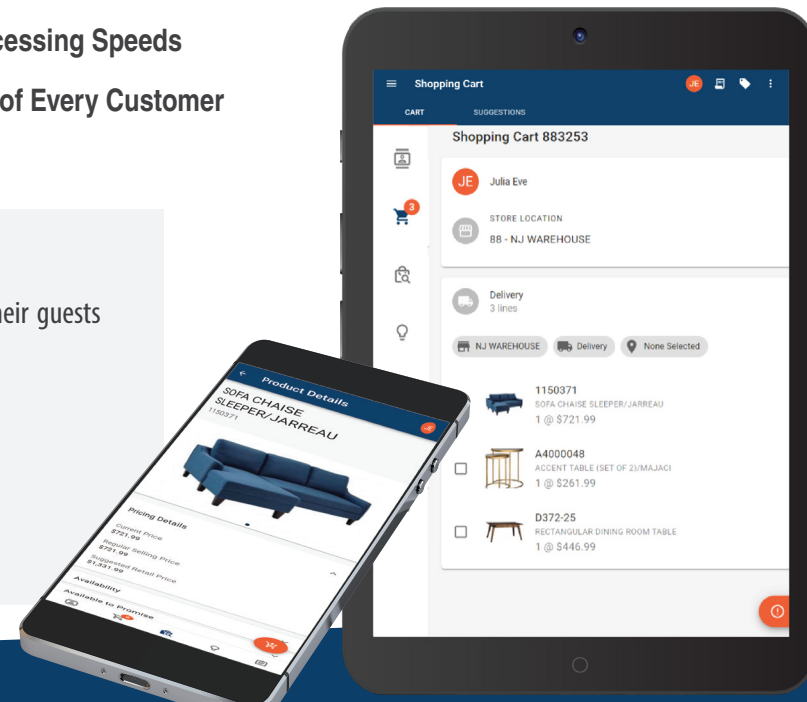 cessing Speeds
of Every Customer
heir guests
Shopping Cart
JE
CART
SUGGESTIONS
Shopping Cart 883253
JE
Julia Eve
3
STORE LOCATION
88 - NJ WAREHOUSE
Delivery
3 lines
NJ WAREHOUSE
Delivery
None Selected
1150371
SOFA CHAISE SLEEPER/JARREAU
1 @ $721.99
A4000048
ACCENT TABLE (SET OF 2)/MAJACI
1 @ $261.99
D372-25
RECTANGULAR DINING ROOM TABLE
1 @ $446.99
Product Details
SOFA CHAISE
SLEEPER/JARREAU
1150371
JE
Pricing Details
Current Price
$721.99
Regular Selling Price
$721.99
Suggested Retail Price
$1,331.99
Availability
Available to Promise